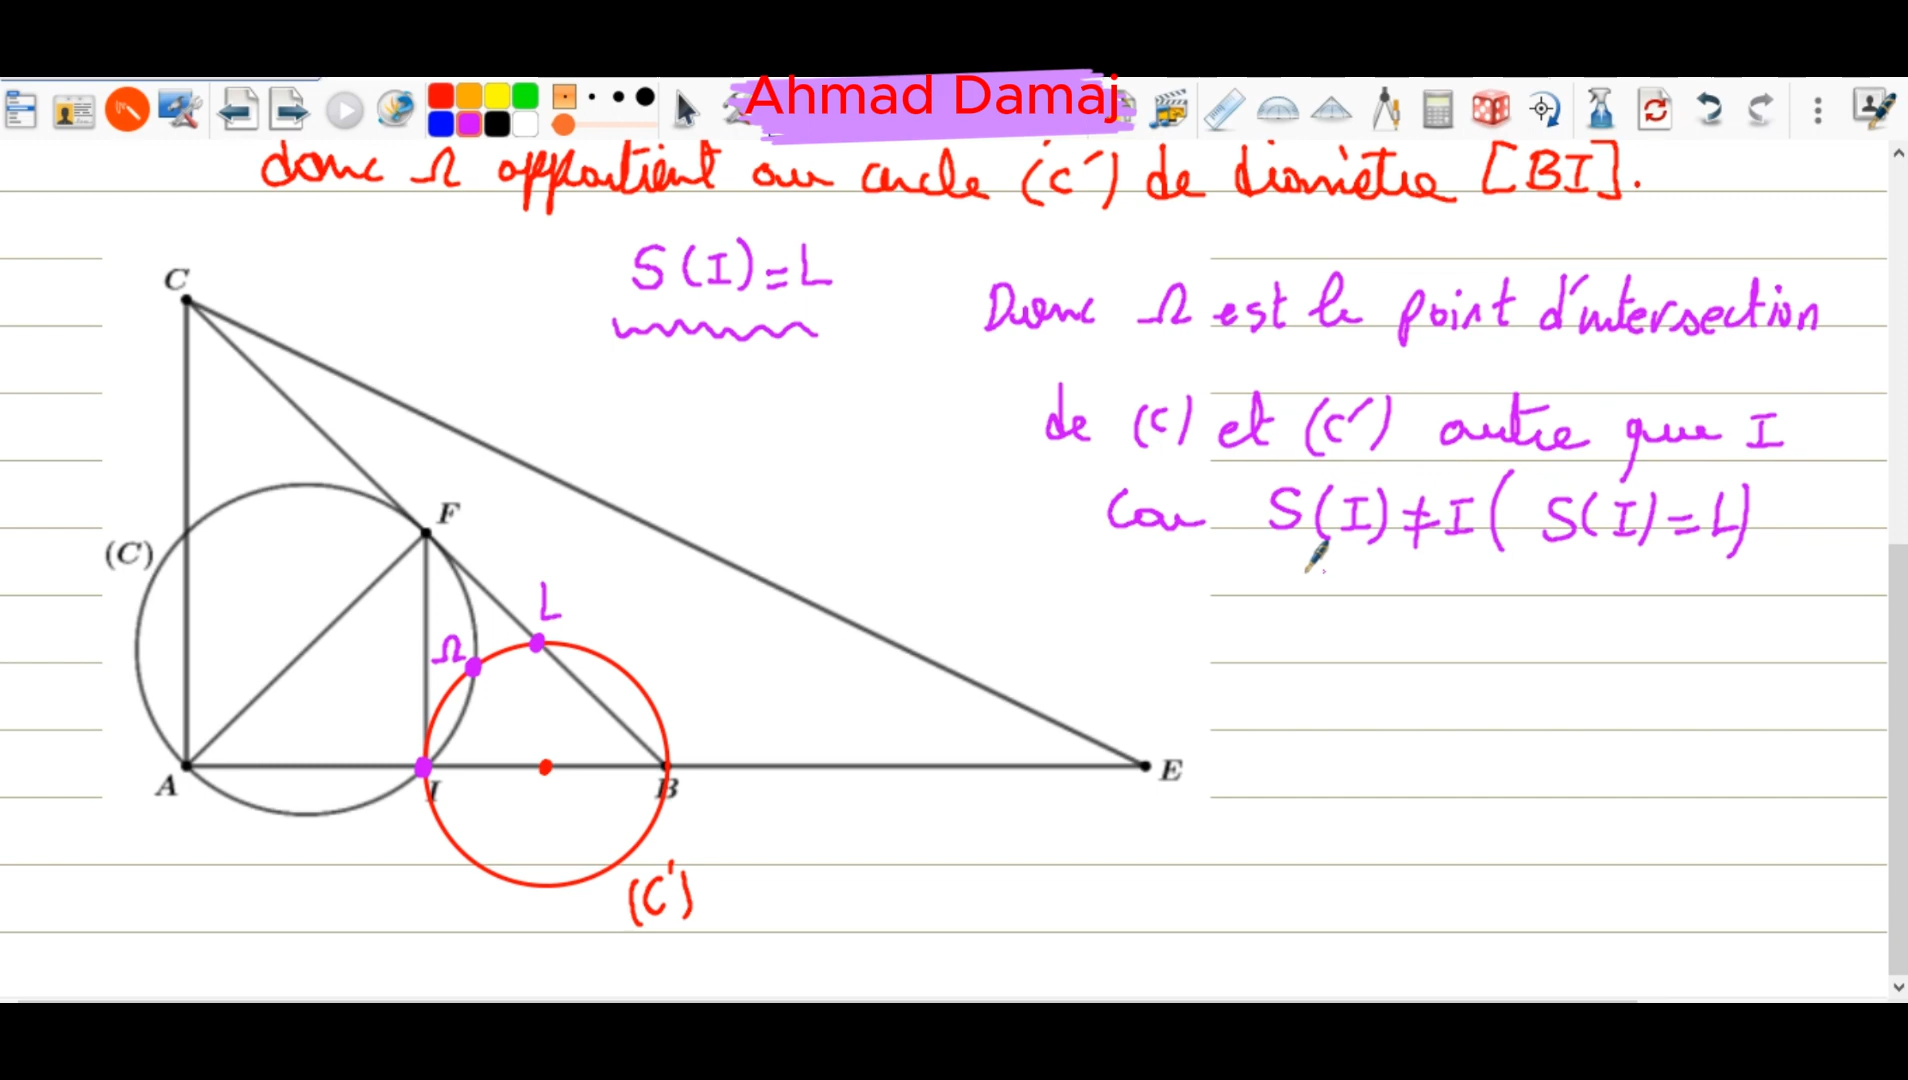 Ahmad Damaj
donc Ω appartient au cercle (C') de diamètre [BI].
S(I)=L
Donc Ω est le point d'intersection
de (C) et (C') autre que I
Car S(I)≠I ( S(I)=L)
C
F
(C)
L
Ω
A
I
B
E
(C')